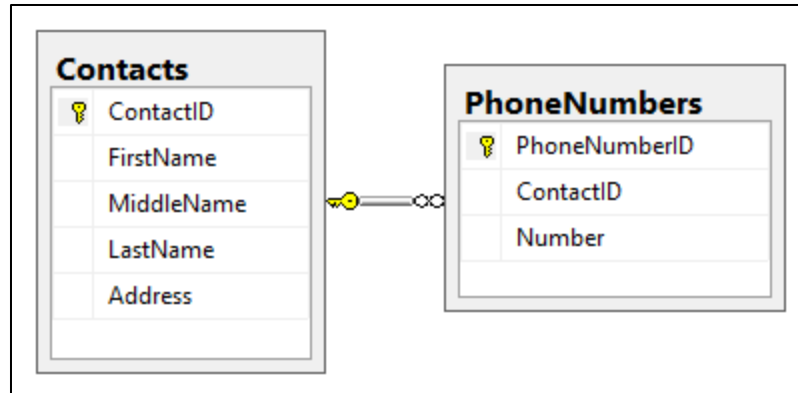 Contacts
ContactID
FirstName
MiddleName
LastName
Address
PhoneNumbers
PhoneNumberID
ContactID
Number